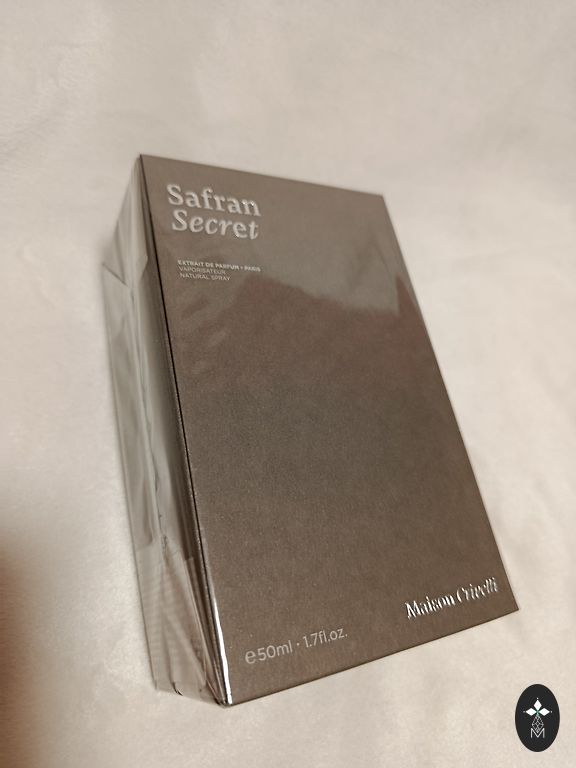 Safran
Secret
EXTRAIT DE PARFUM • PARIS
VAPORISATEUR
NATURAL SPRAY
Maison Crivelli
℮50ml · 1.7fl.oz.
M